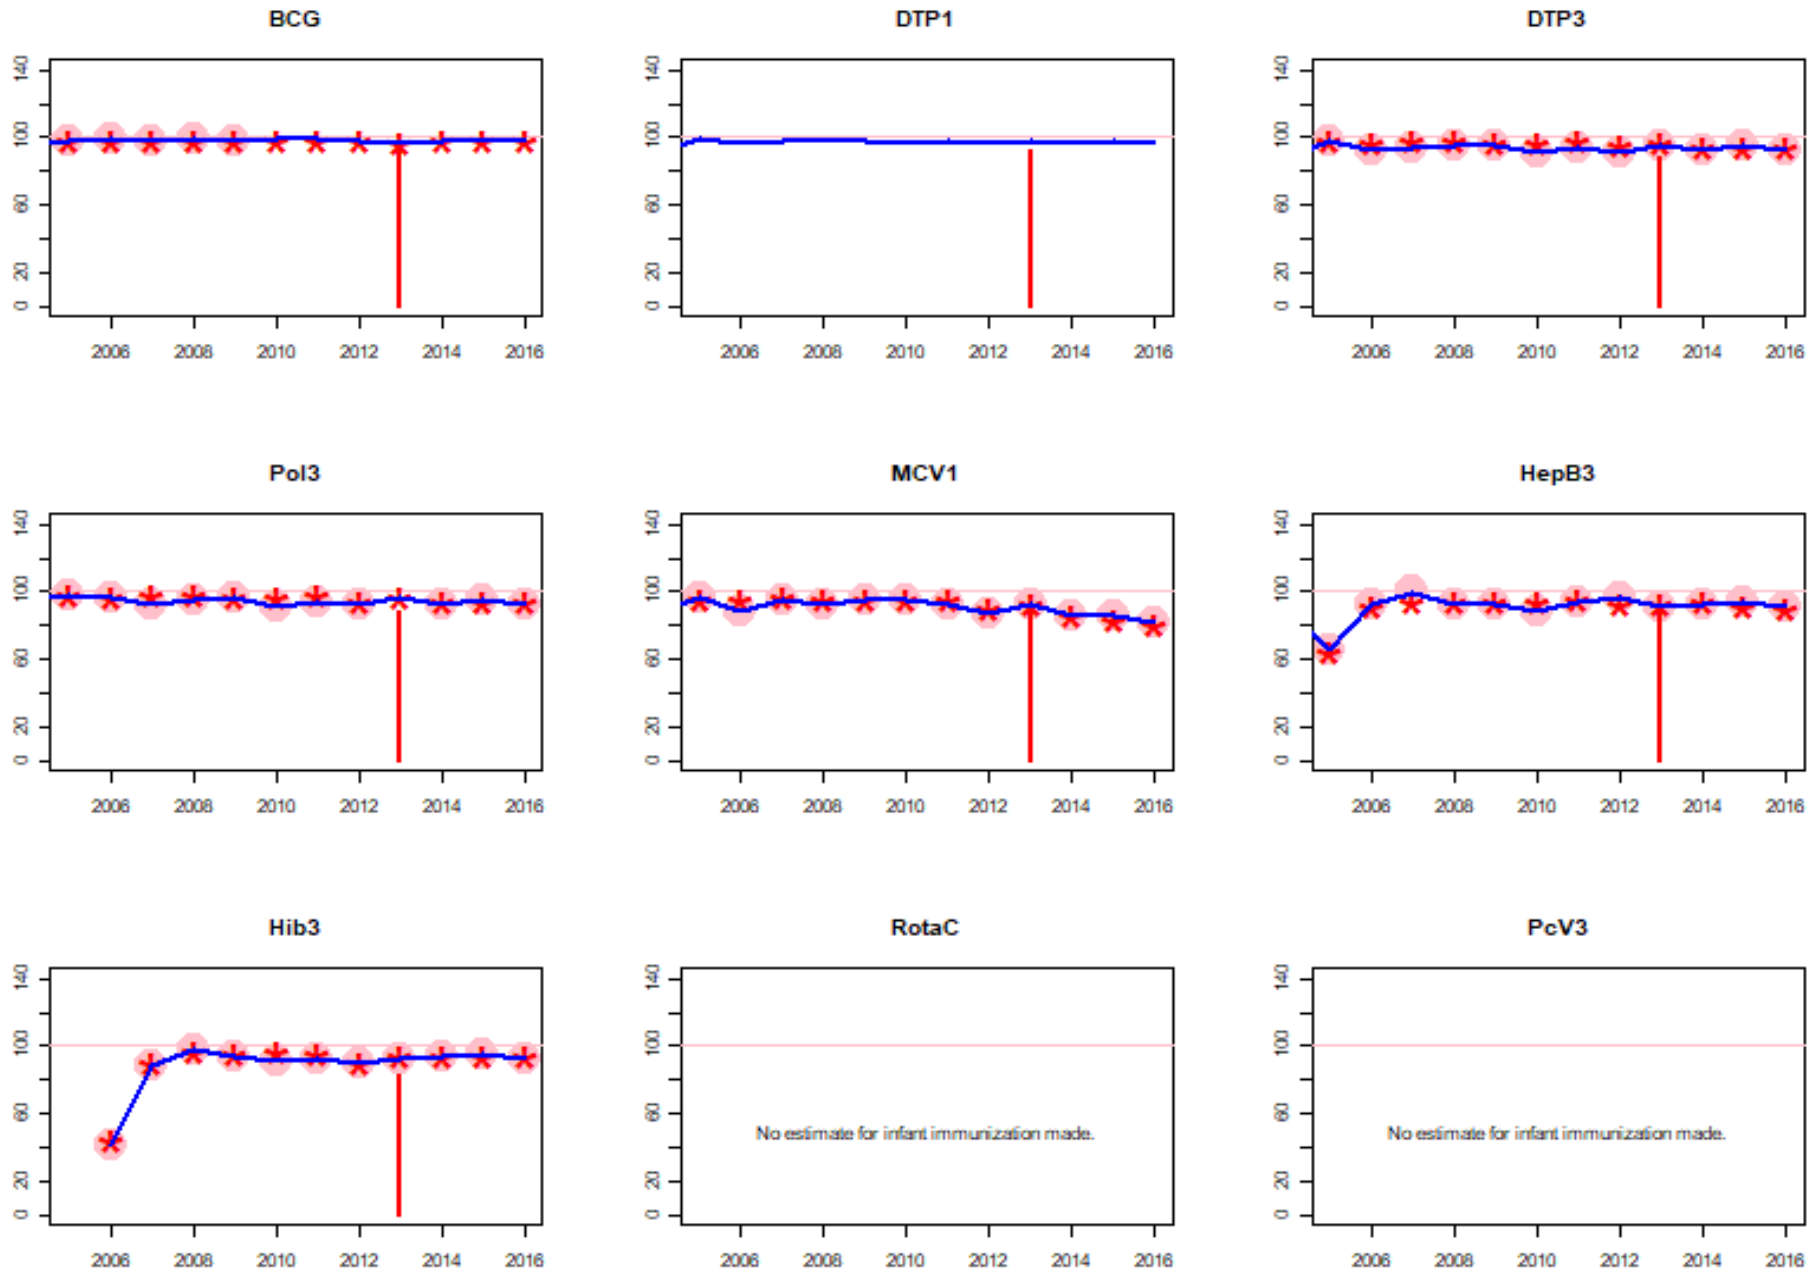 BCG DTP1 DTP3
140 140 140
100 100 100
60 60 60
20 20 20
0 0 0
2006 2008 2010 2012 2014 2016 2006 2008 2010 2012 2014 2016 2006 2008 2010 2012 2014 2016
Pol3 MCV1 HepB3
140 140 140
100 100 100
60 60 60
20 20 20
0 0 0
2006 2008 2010 2012 2014 2016 2006 2008 2010 2012 2014 2016 2006 2008 2010 2012 2014 2016
Hib3 RotaC PcV3
140 140 140
100 100 100
60 60 60
No estimate for infant immunization made. No estimate for infant immunization made.
20 20 20
0 0 0
2006 2008 2010 2012 2014 2016 2006 2008 2010 2012 2014 2016 2006 2008 2010 2012 2014 2016